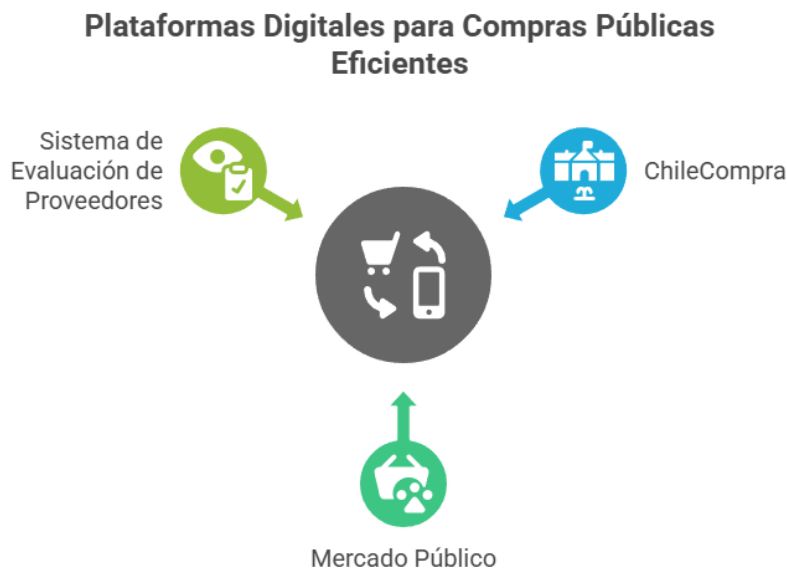 Plataformas Digitales para Compras Públicas
Eficientes
Sistema de
Evaluación de
Proveedores
ChileCompra
Mercado Público